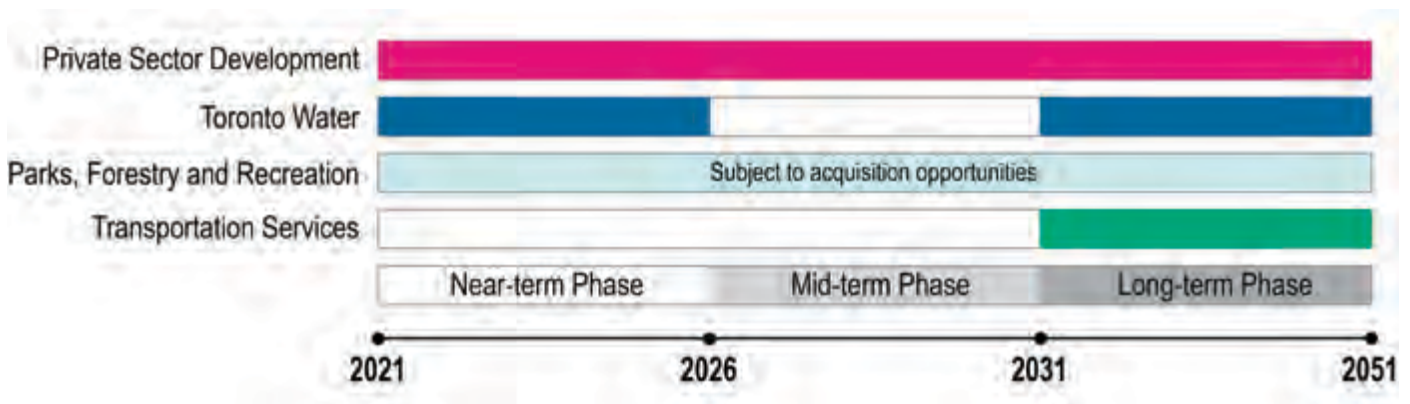 Private Sector Development
Toronto Water
Parks, Forestry and Recreation
Subject to acquisition opportunities
Transportation Services
Near-term Phase
Mid-term Phase
Long-term Phase
2021
2026
2031
2051